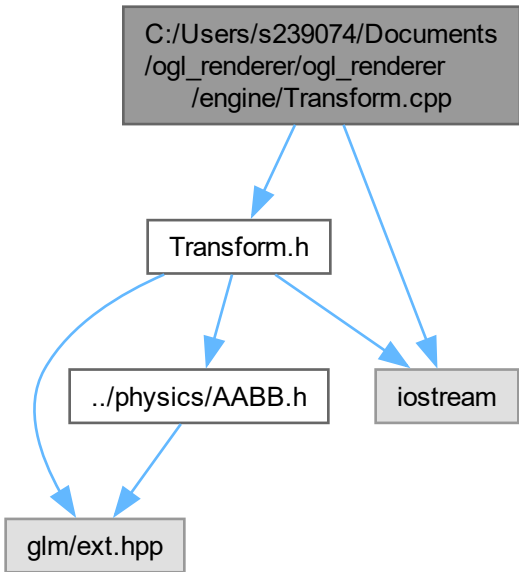 C:/Users/s239074/Documents
/ogl_renderer/ogl_renderer
/engine/Transform.cpp
Transform.h
../physics/AABB.h
iostream
glm/ext.hpp